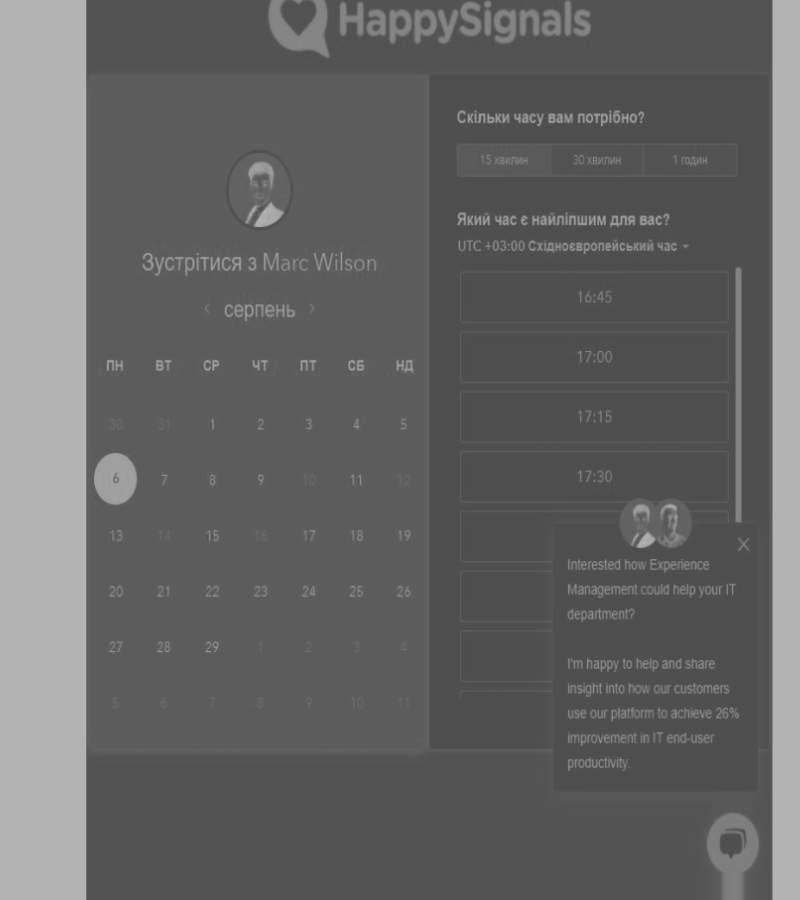 HappySignals
Зустрітися з Marc Wilson
серпень
ПН ВТ СР ЧТ ПТ СБ НД
30 31 1 2 3 4 5
6 7 8 9 10 11 12
13 14 15 16 17 18 19
20 21 22 23 24 25 26
27 28 29 1 2 3 4
5 6 7 8 9 10 11
Скільки часу вам потрібно?
15 хвилин 30 хвилин 1 годин
Який час є найліпшим для вас?
UTC +03:00 Східноєвропейський час
16:45
17:00
17:15
17:30
Interested how Experience
Management could help your IT
department?
I'm happy to help and share
insight into how our customers
use our platform to achieve 26%
improvement in IT end-user
productivity.